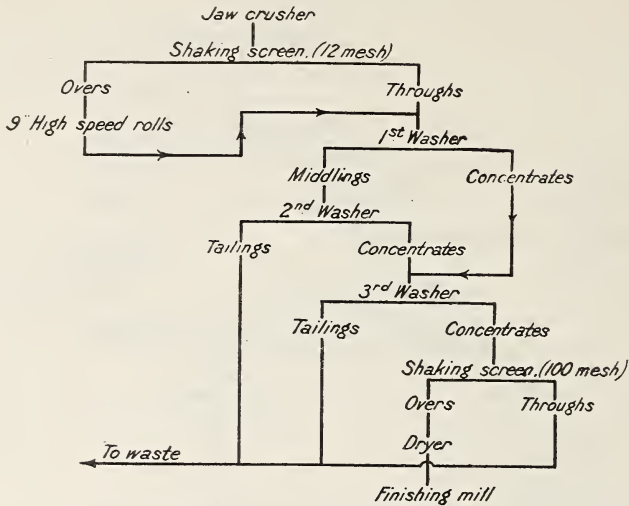 Jaw crusher
Shaking screen. (12 mesh)
Overs
Throughs
9" High speed rolls
1st Washer
Middlings
Concentrates
2nd Washer
Tailings
Concentrates
3rd Washer
Tailings
Concentrates
Shaking screen. (100 mesh)
Overs
Throughs
Dryer
To waste
Finishing mill